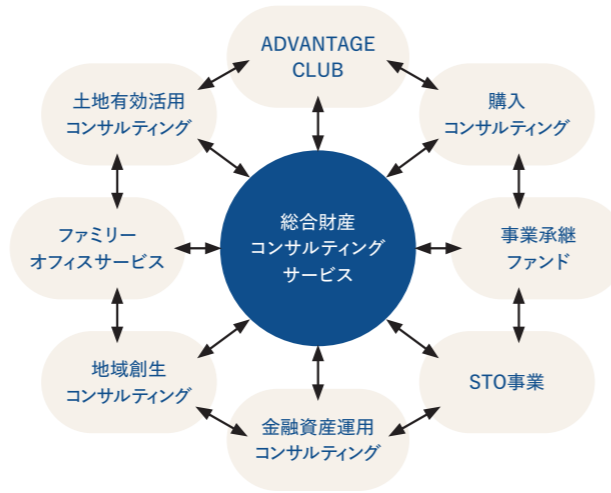 ADVANTAGE
CLUB
土地有効活用
コンサルティング
購入
コンサルティング
総合財産
コンサルティング
サービス
ファミリー
オフィスサービス
事業承継
ファンド
地域創生
コンサルティング
STO事業
金融資産運用
コンサルティング